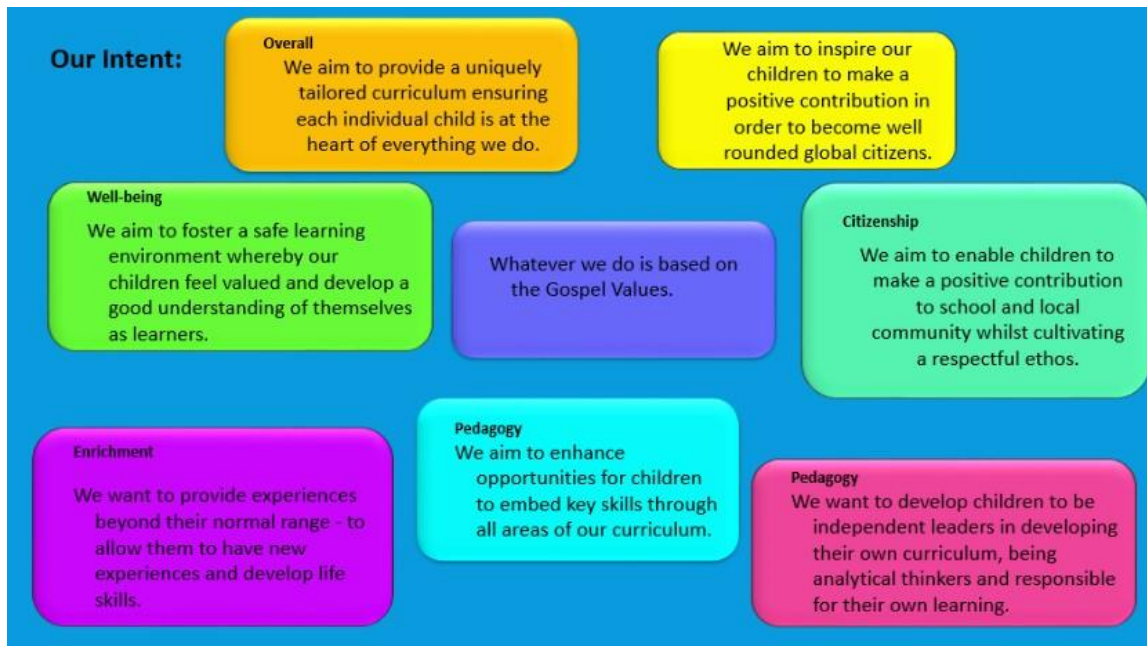 Our Intent:
Overall
We aim to provide a uniquely
tailored curriculum ensuring
each individual child is at the
heart of everything we do.
We aim to inspire our
children to make a
positive contribution in
order to become well
rounded global citizens.
Well-being
We aim to foster a safe learning
environment whereby our
children feel valued and develop a
good understanding of themselves
as learners.
Whatever we do is based on
the Gospel Values.
Citizenship
We aim to enable children to
make a positive contribution
to school and local
community whilst cultivating
a respectful ethos.
Enrichment
We want to provide experiences
beyond their normal range - to
allow them to have new
experiences and develop life
skills.
Pedagogy
We aim to enhance
opportunities for children
to embed key skills through
all areas of our curriculum.
Pedagogy
We want to develop children to be
independent leaders in developing
their own curriculum, being
analytical thinkers and responsible
for their own learning.